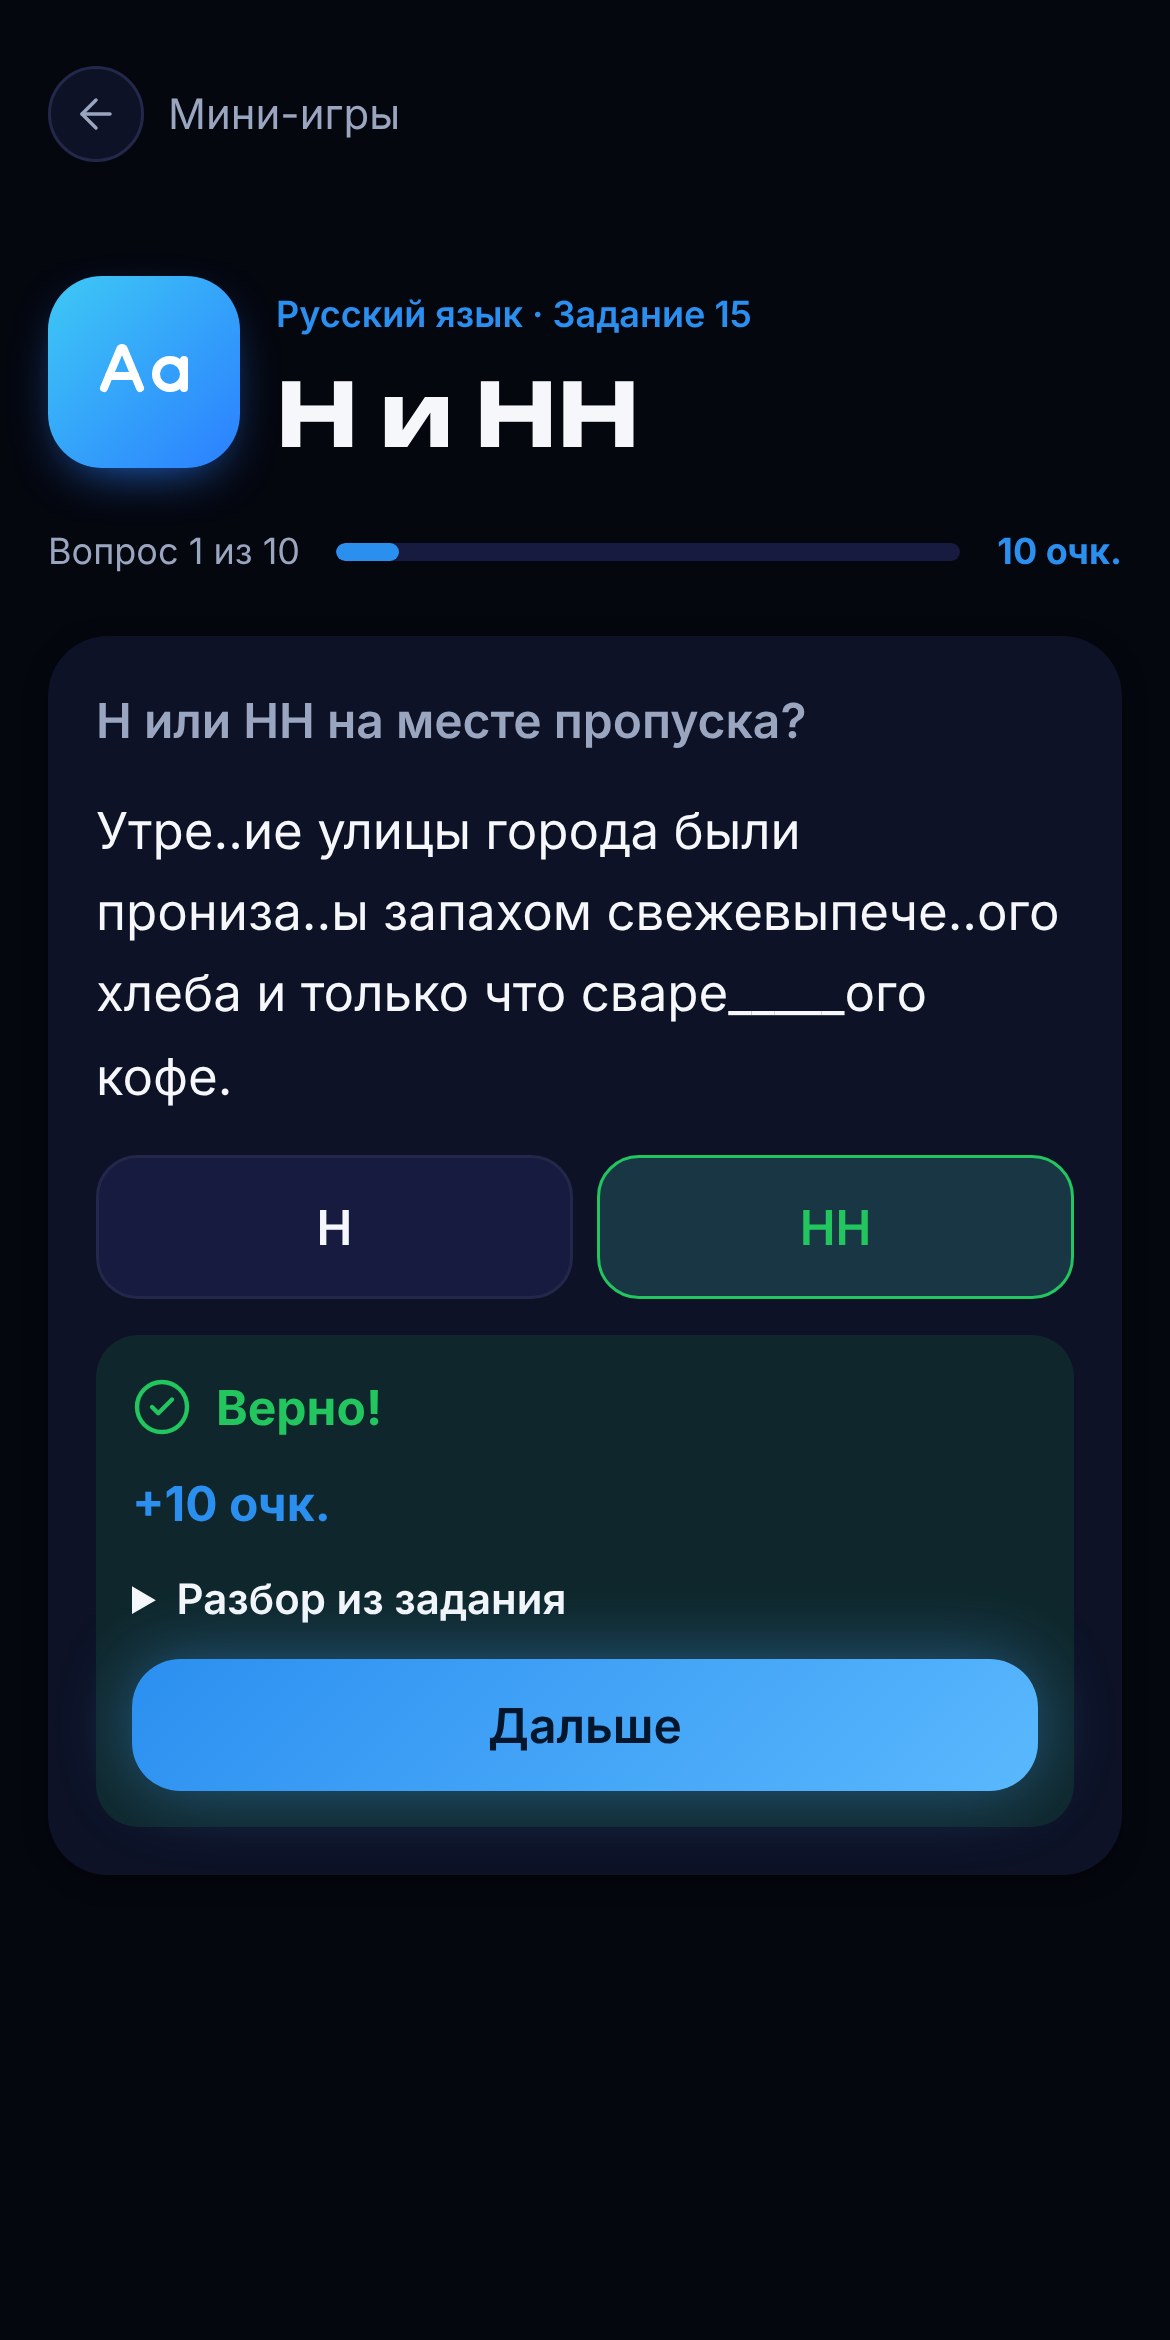 Мини-игры
Aa
Русский язык · Задание 15
Н и НН
Вопрос 1 из 10
10 очк.
Н или НН на месте пропуска?
Утре..ие улицы города были
прониза..ы запахом свежевыпече..ого
хлеба и только что сваре_____ого
кофе.
Н
НН
Верно!
+10 очк.
Разбор из задания
Дальше